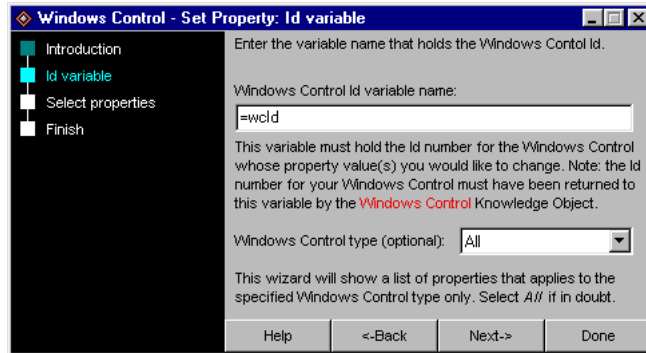 Windows Control - Set Property: Id variable
Introduction
Id variable
Select properties
Finish
Enter the variable name that holds the Windows Contol Id.
Windows Control Id variable name:
=wcId
This variable must hold the Id number for the Windows Control
whose property value(s) you would like to change. Note: the Id
number for your Windows Control must have been returned to
this variable by the Windows Control Knowledge Object.
Windows Control type (optional): All
This wizard will show a list of properties that applies to the
specified Windows Control type only. Select All if in doubt.
Help <-Back Next-> Done